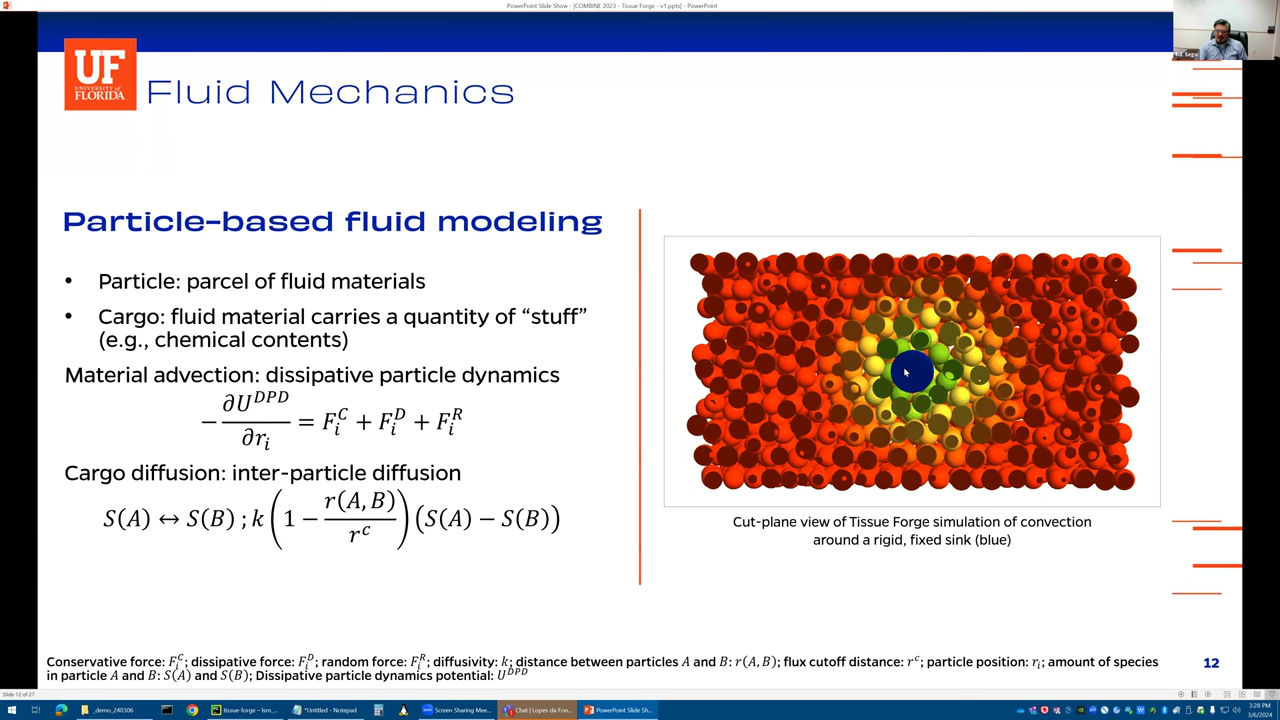 PowerPoint Slide Show - [COMBINE 2023 - Tissue Forge - v1.pptx] - PowerPoint
UF
UNIVERSITY of
FLORIDA
Fluid Mechanics
Particle-based fluid modeling
• Particle: parcel of fluid materials
• Cargo: fluid material carries a quantity of “stuff”
(e.g., chemical contents)
Material advection: dissipative particle dynamics
−∂U^DPD/∂r_i = F_i^C + F_i^D + F_i^R
Cargo diffusion: inter-particle diffusion
S(A) ↔ S(B) ; k(1 − r(A, B)/r^c)(S(A) − S(B))
Cut-plane view of Tissue Forge simulation of convection
around a rigid, fixed sink (blue)
Conservative force: F_i^C; dissipative force: F_i^D; random force: F_i^R; diffusivity: k; distance between particles A and B: r(A, B); flux cutoff distance: r^c; particle position: r_i; amount of species
in particle A and B: S(A) and S(B); Dissipative particle dynamics potential: U^DPD
12
Slide 12 of 27
_demo_240306
tissue-forge – lsm_...
*Untitled - Notepad
Screen Sharing Mee...
Chat | Lopes da Fon...
PowerPoint Slide Sh...
3:28 PM
3/6/2024